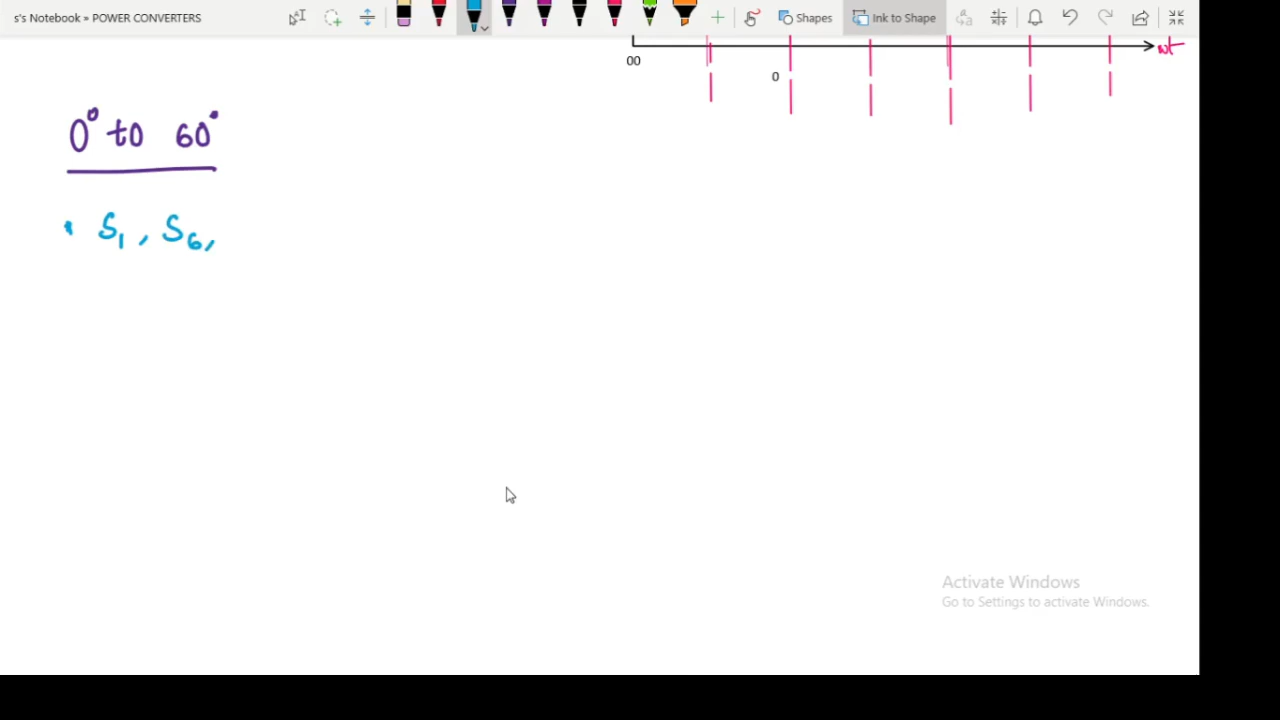 s's Notebook » POWER CONVERTERS
Shapes
Ink to Shape
00
0
wt
0° to 60°
• S₁, S₆,
Activate Windows
Go to Settings to activate Windows.